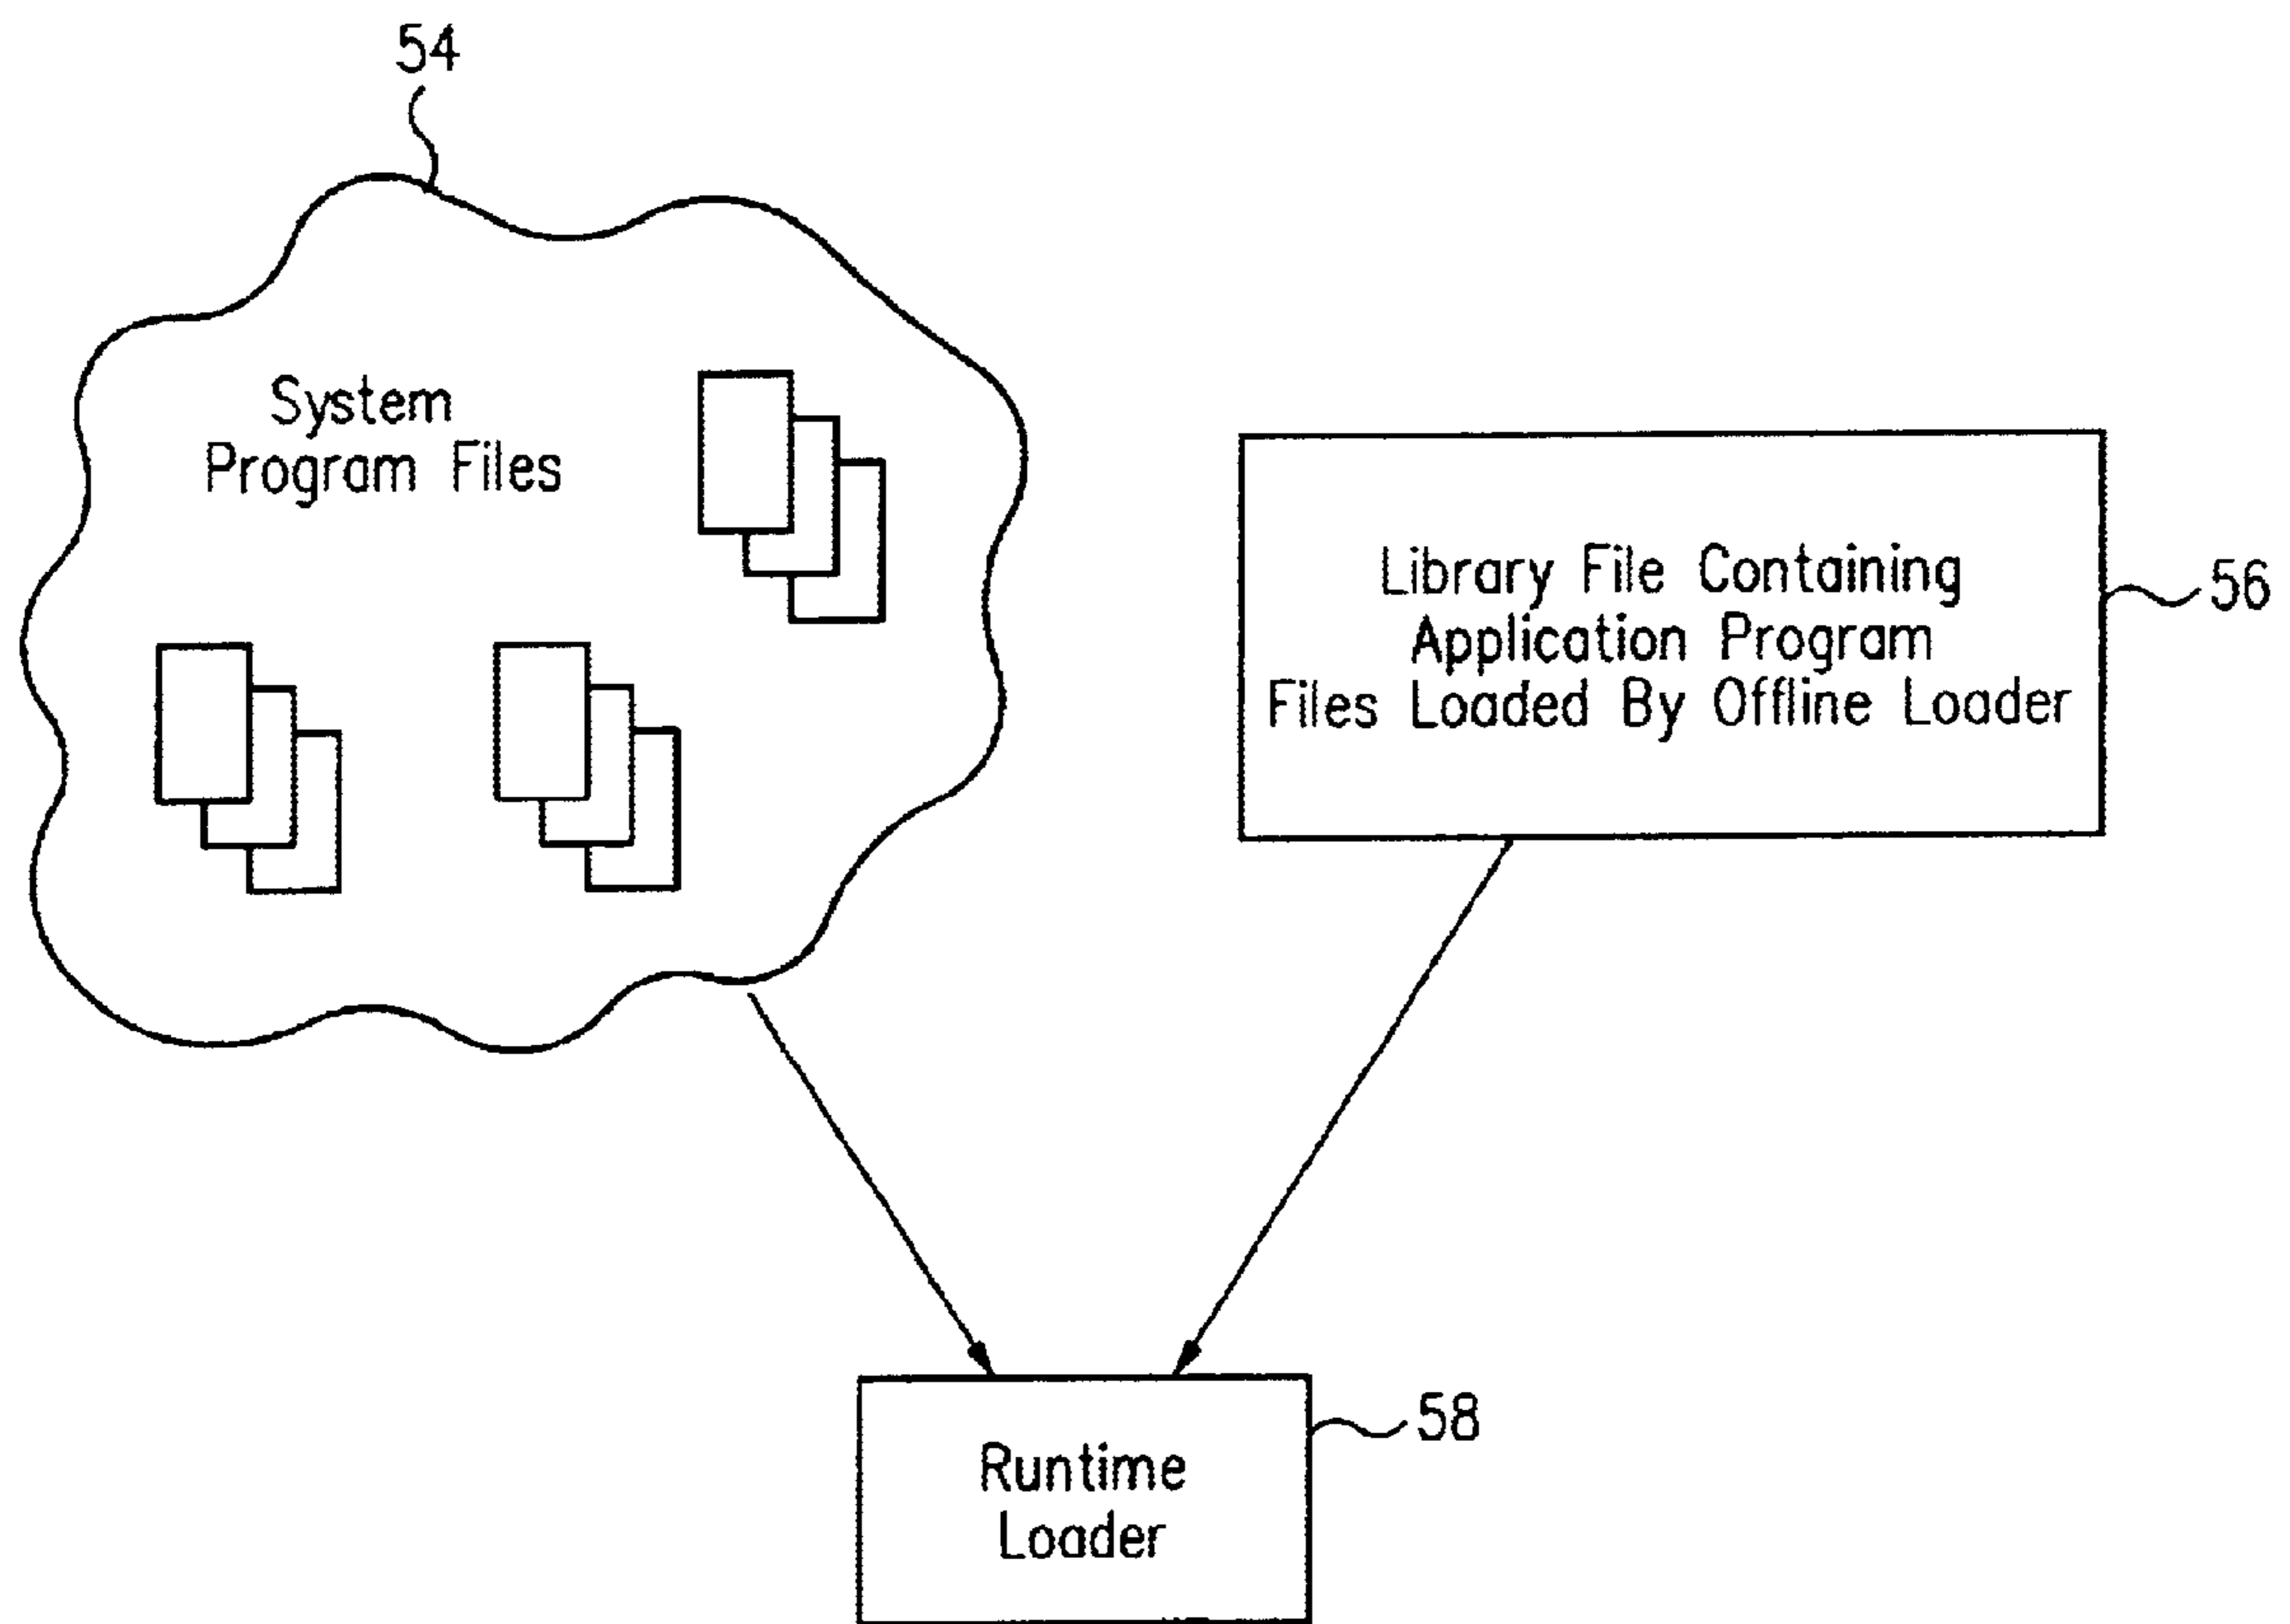 54
System
Program Files
Library File Containing
Application Program
Files Loaded By Offline Loader
56
58
Runtime
Loader